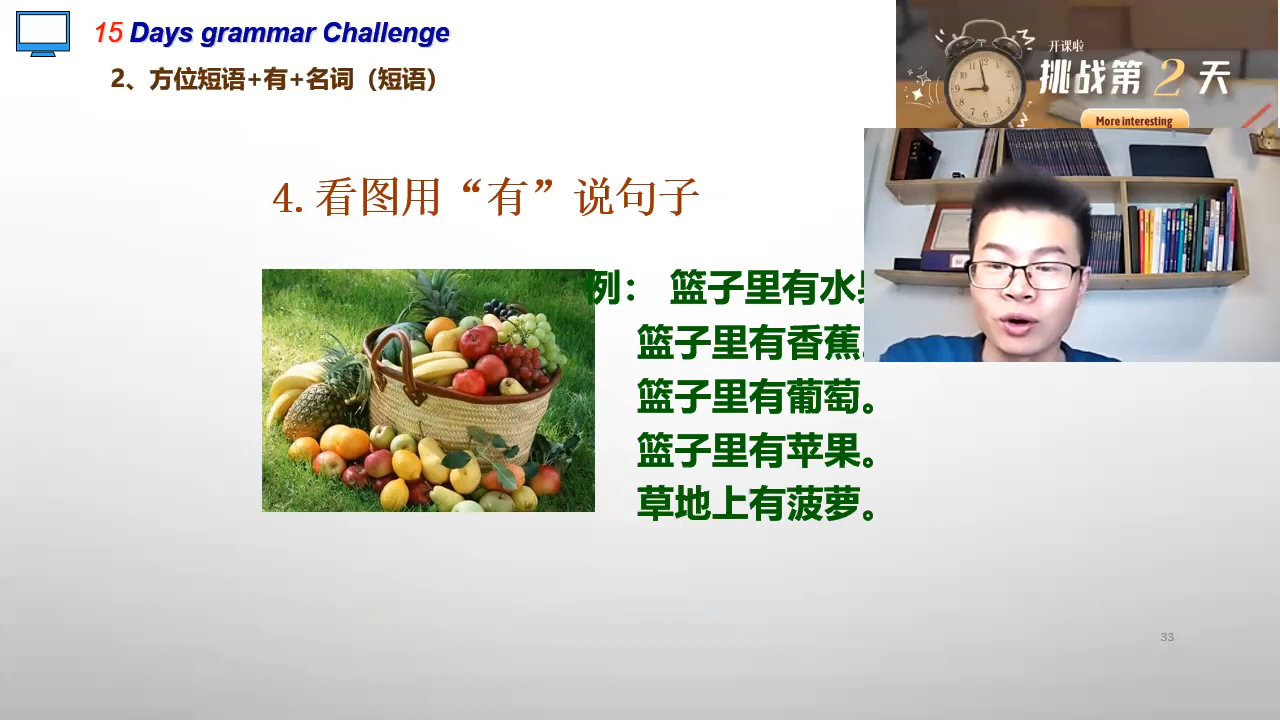 15 Days grammar Challenge
2、方位短语+有+名词（短语）
开课啦
挑战第2天
More interesting
4.看图用“有”说句子
例： 篮子里有水
篮子里有香蕉
篮子里有葡萄。
篮子里有苹果。
草地上有菠萝。
33